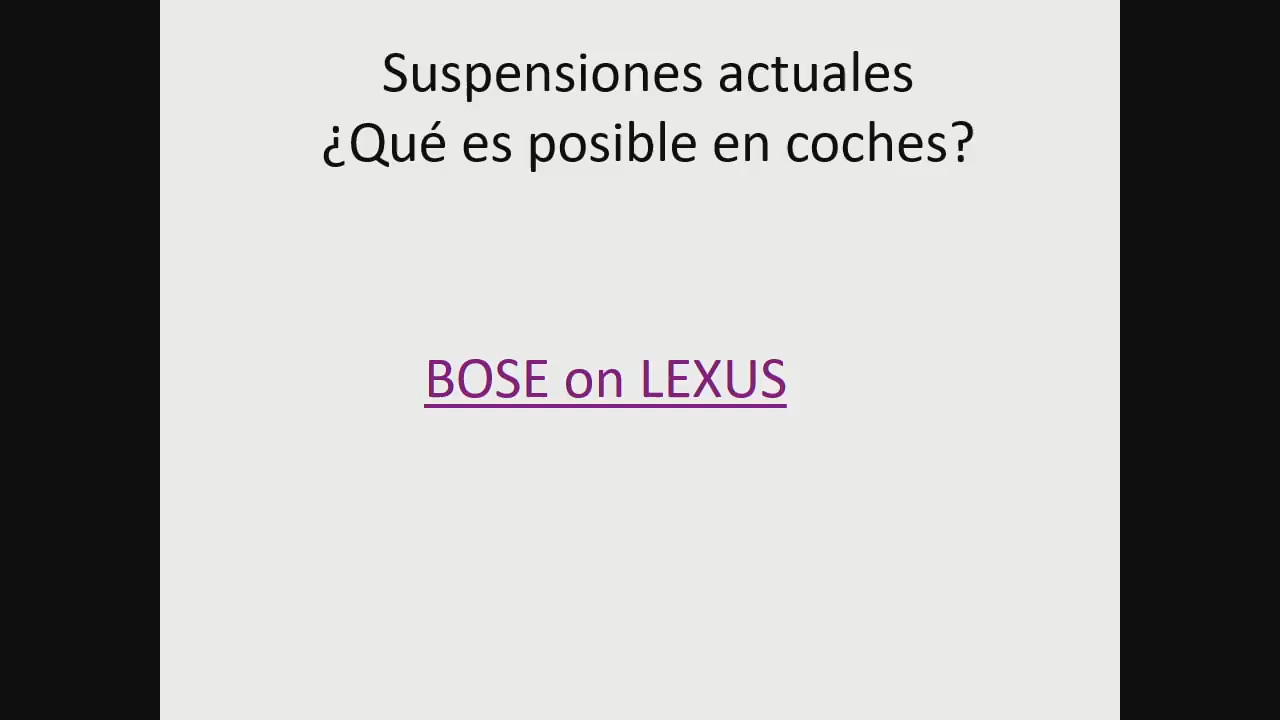 Suspensiones actuales
¿Qué es posible en coches?
BOSE on LEXUS